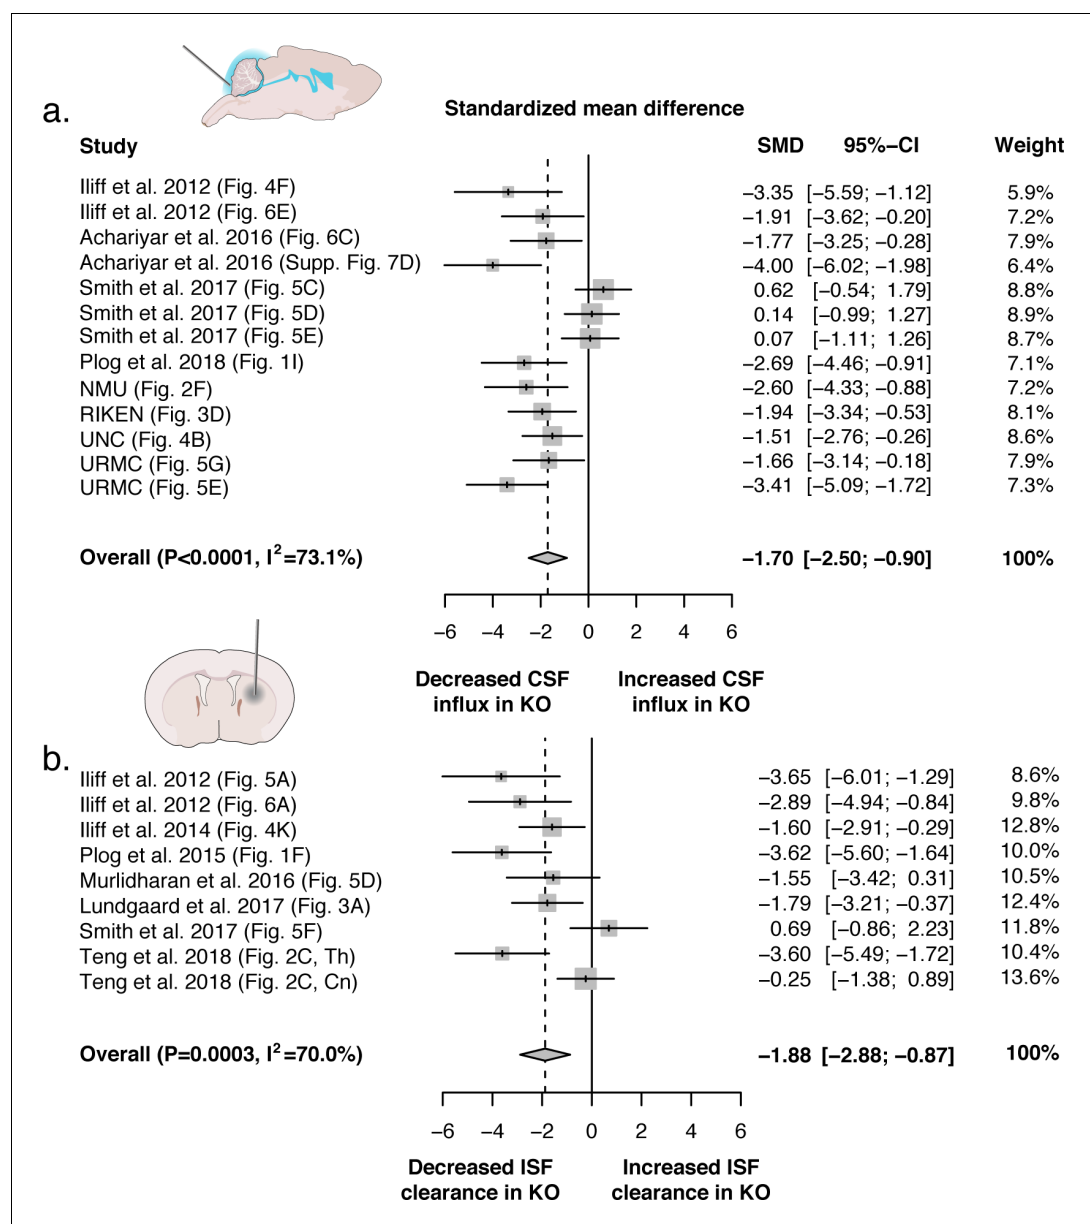 a.
Standardized mean difference
Study SMD 95%–CI Weight
Iliff et al. 2012 (Fig. 4F) −3.35 [−5.59; −1.12] 5.9%
Iliff et al. 2012 (Fig. 6E) −1.91 [−3.62; −0.20] 7.2%
Achariyar et al. 2016 (Fig. 6C) −1.77 [−3.25; −0.28] 7.9%
Achariyar et al. 2016 (Supp. Fig. 7D) −4.00 [−6.02; −1.98] 6.4%
Smith et al. 2017 (Fig. 5C) 0.62 [−0.54; 1.79] 8.8%
Smith et al. 2017 (Fig. 5D) 0.14 [−0.99; 1.27] 8.9%
Smith et al. 2017 (Fig. 5E) 0.07 [−1.11; 1.26] 8.7%
Plog et al. 2018 (Fig. 1I) −2.69 [−4.46; −0.91] 7.1%
NMU (Fig. 2F) −2.60 [−4.33; −0.88] 7.2%
RIKEN (Fig. 3D) −1.94 [−3.34; −0.53] 8.1%
UNC (Fig. 4B) −1.51 [−2.76; −0.26] 8.6%
URMC (Fig. 5G) −1.66 [−3.14; −0.18] 7.9%
URMC (Fig. 5E) −3.41 [−5.09; −1.72] 7.3%
Overall (P<0.0001, I²=73.1%) −1.70 [−2.50; −0.90] 100%
−6 −4 −2 0 2 4 6
Decreased CSF Increased CSF
influx in KO influx in KO
b.
Iliff et al. 2012 (Fig. 5A) −3.65 [−6.01; −1.29] 8.6%
Iliff et al. 2012 (Fig. 6A) −2.89 [−4.94; −0.84] 9.8%
Iliff et al. 2014 (Fig. 4K) −1.60 [−2.91; −0.29] 12.8%
Plog et al. 2015 (Fig. 1F) −3.62 [−5.60; −1.64] 10.0%
Murlidharan et al. 2016 (Fig. 5D) −1.55 [−3.42; 0.31] 10.5%
Lundgaard et al. 2017 (Fig. 3A) −1.79 [−3.21; −0.37] 12.4%
Smith et al. 2017 (Fig. 5F) 0.69 [−0.86; 2.23] 11.8%
Teng et al. 2018 (Fig. 2C, Th) −3.60 [−5.49; −1.72] 10.4%
Teng et al. 2018 (Fig. 2C, Cn) −0.25 [−1.38; 0.89] 13.6%
Overall (P=0.0003, I²=70.0%) −1.88 [−2.88; −0.87] 100%
−6 −4 −2 0 2 4 6
Decreased ISF Increased ISF
clearance in KO clearance in KO